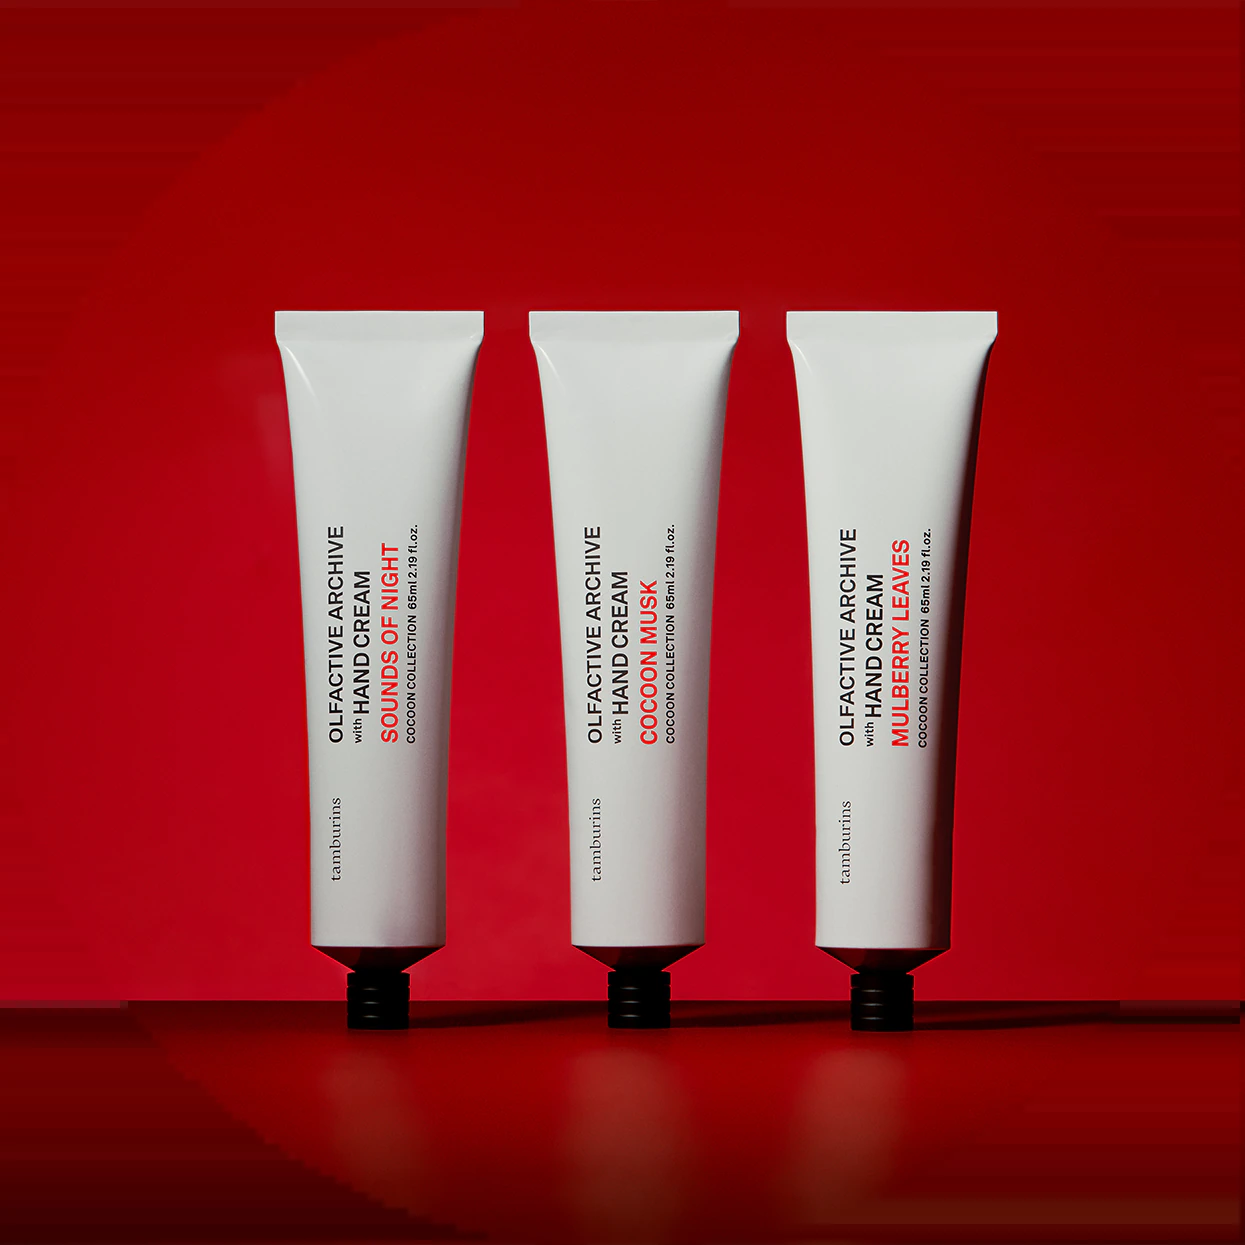 OLFACTIVE ARCHIVE
with HAND CREAM
SOUNDS OF NIGHT
COCOON COLLECTION 65ml 2.19 fl.oz.
tamburins
OLFACTIVE ARCHIVE
with HAND CREAM
COCOON MUSK
COCOON COLLECTION 65ml 2.19 fl.oz.
tamburins
OLFACTIVE ARCHIVE
with HAND CREAM
MULBERRY LEAVES
COCOON COLLECTION 65ml 2.19 fl.oz.
tamburins